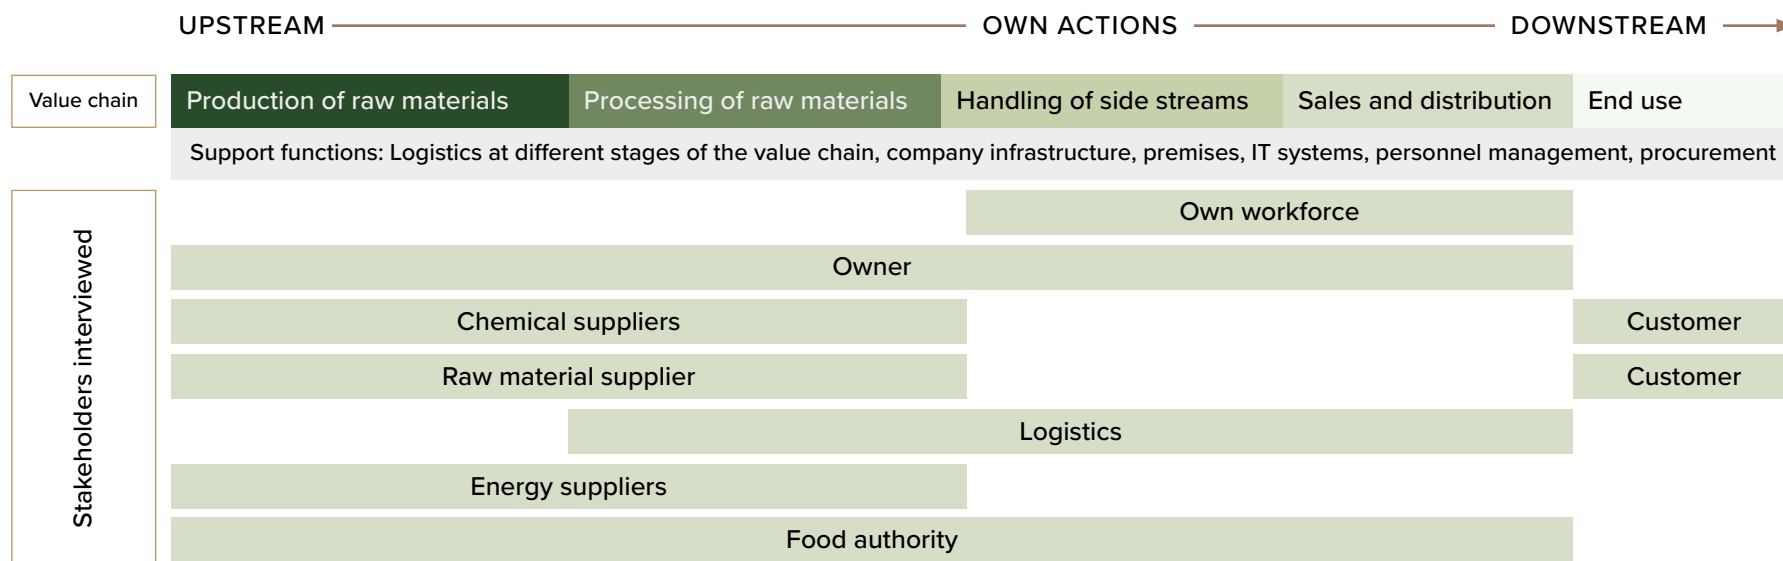 UPSTREAM OWN ACTIONS DOWNSTREAM
Value chain Production of raw materials Processing of raw materials Handling of side streams Sales and distribution End use
Support functions: Logistics at different stages of the value chain, company infrastructure, premises, IT systems, personnel management, procurement
Stakeholders interviewed
Own workforce
Owner
Chemical suppliers Customer
Raw material supplier Customer
Logistics
Energy suppliers
Food authority